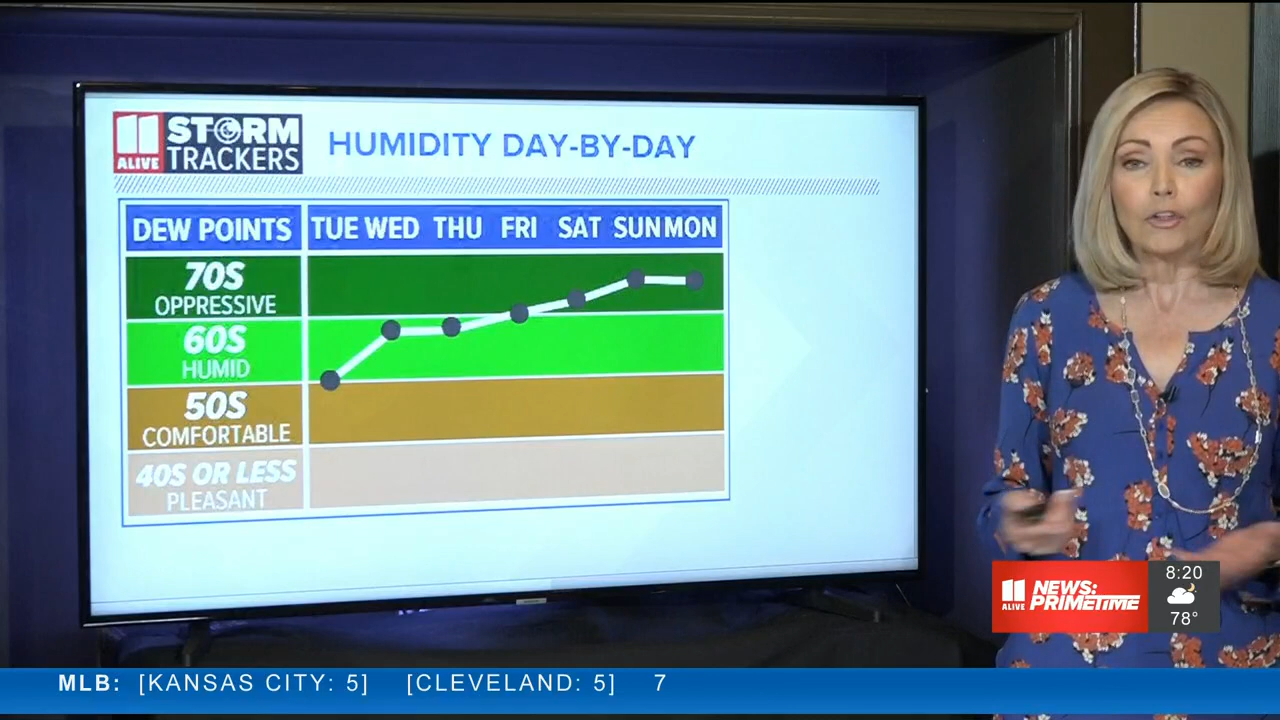 11 ALIVE STORM TRACKERS
HUMIDITY DAY-BY-DAY
DEW POINTS TUE WED THU FRI SAT SUN MON
70S
OPPRESSIVE
60S
HUMID
50S
COMFORTABLE
40S OR LESS
PLEASANT
11 ALIVE NEWS: PRIMETIME
8:20
78°
MLB: [KANSAS CITY: 5] [CLEVELAND: 5] 7